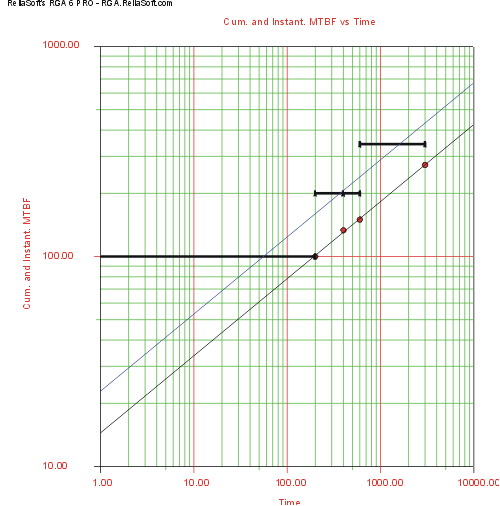 ReliaSoft's RGA 6 PRO - RGA.ReliaSoft.com
Cum. and Instant. MTBF vs Time
1000.00
Cum. and Instant. MTBF
100.00
10.00
1.00 10.00 100.00 1000.00 10000.00
Time